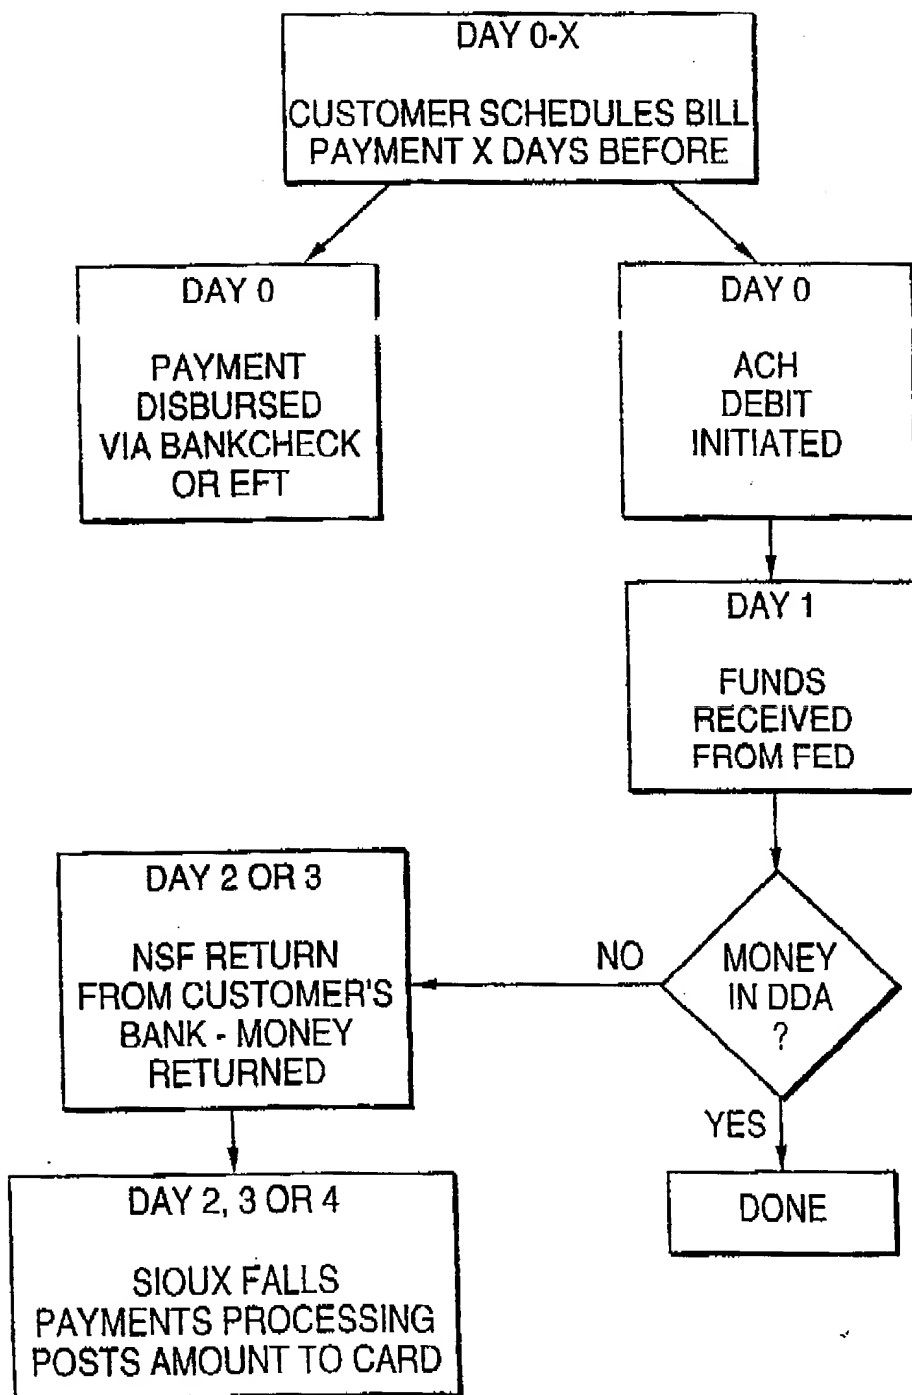 DAY 0-X
CUSTOMER SCHEDULES BILL
PAYMENT X DAYS BEFORE
DAY 0
PAYMENT
DISBURSED
VIA BANKCHECK
OR EFT
DAY 0
ACH
DEBIT
INITIATED
DAY 1
FUNDS
RECEIVED
FROM FED
MONEY
IN DDA
?
NO
YES
DAY 2 OR 3
NSF RETURN
FROM CUSTOMER'S
BANK - MONEY
RETURNED
DONE
DAY 2, 3 OR 4
SIOUX FALLS
PAYMENTS PROCESSING
POSTS AMOUNT TO CARD